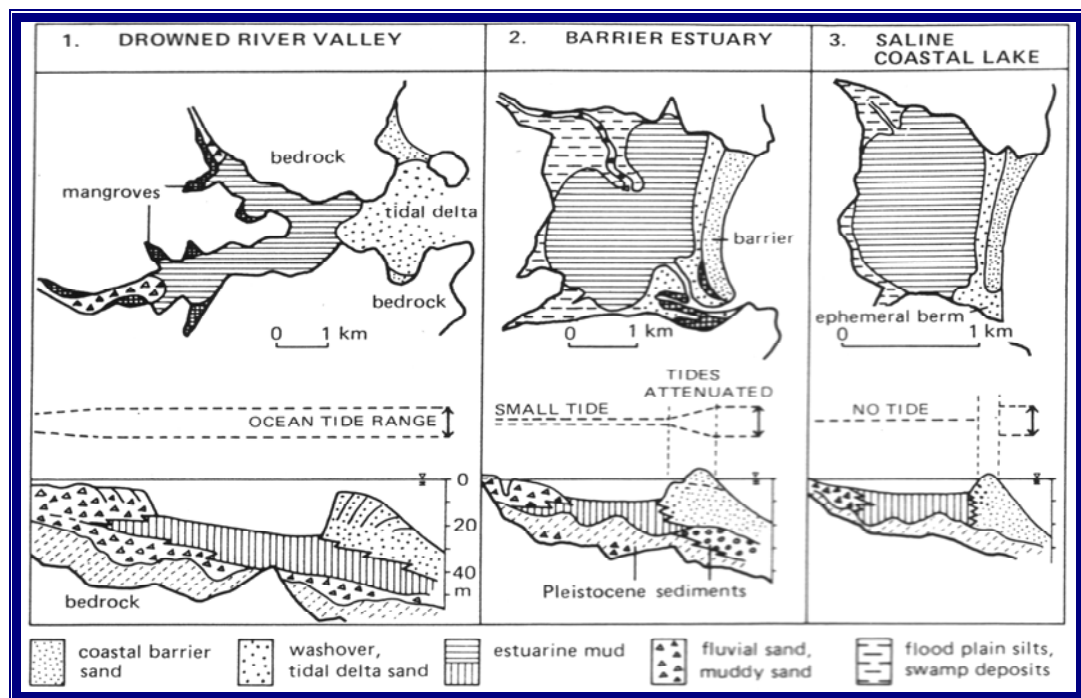 1. DROWNED RIVER VALLEY
2. BARRIER ESTUARY
3. SALINE
COASTAL LAKE
bedrock
mangroves
tidal delta
bedrock
0 1 km
barrier
0 1 km
ephemeral berm
0 1 km
OCEAN TIDE RANGE
TIDES
ATTENUATED
SMALL TIDE
NO TIDE
0
20
40
m
bedrock
Pleistocene sediments
coastal barrier
sand
washover,
tidal delta sand
estuarine mud
fluvial sand,
muddy sand
flood plain silts,
swamp deposits